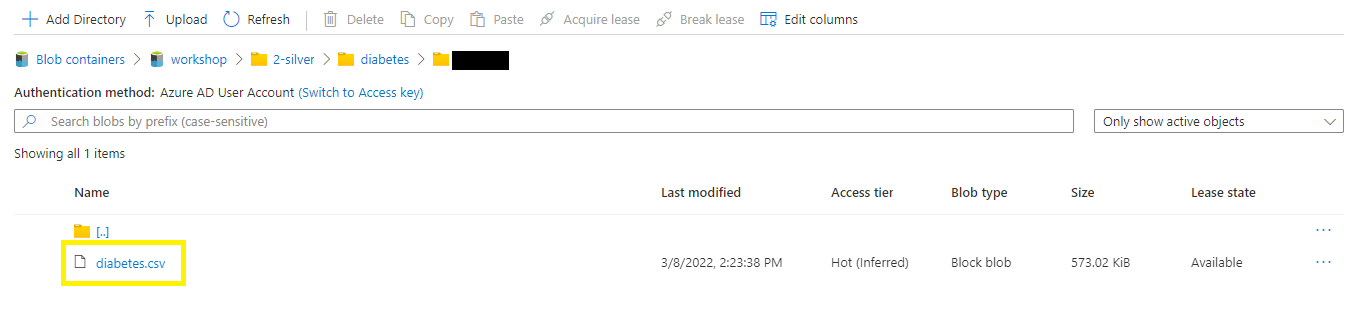 Add Directory Upload Refresh Delete Copy Paste Acquire lease Break lease Edit columns
Blob containers > workshop > 2-silver > diabetes >
Authentication method: Azure AD User Account (Switch to Access key)
Search blobs by prefix (case-sensitive) Only show active objects
Showing all 1 items
Name Last modified Access tier Blob type Size Lease state
[..] ...
diabetes.csv 3/8/2022, 2:23:38 PM Hot (Inferred) Block blob 573.02 KiB Available ...